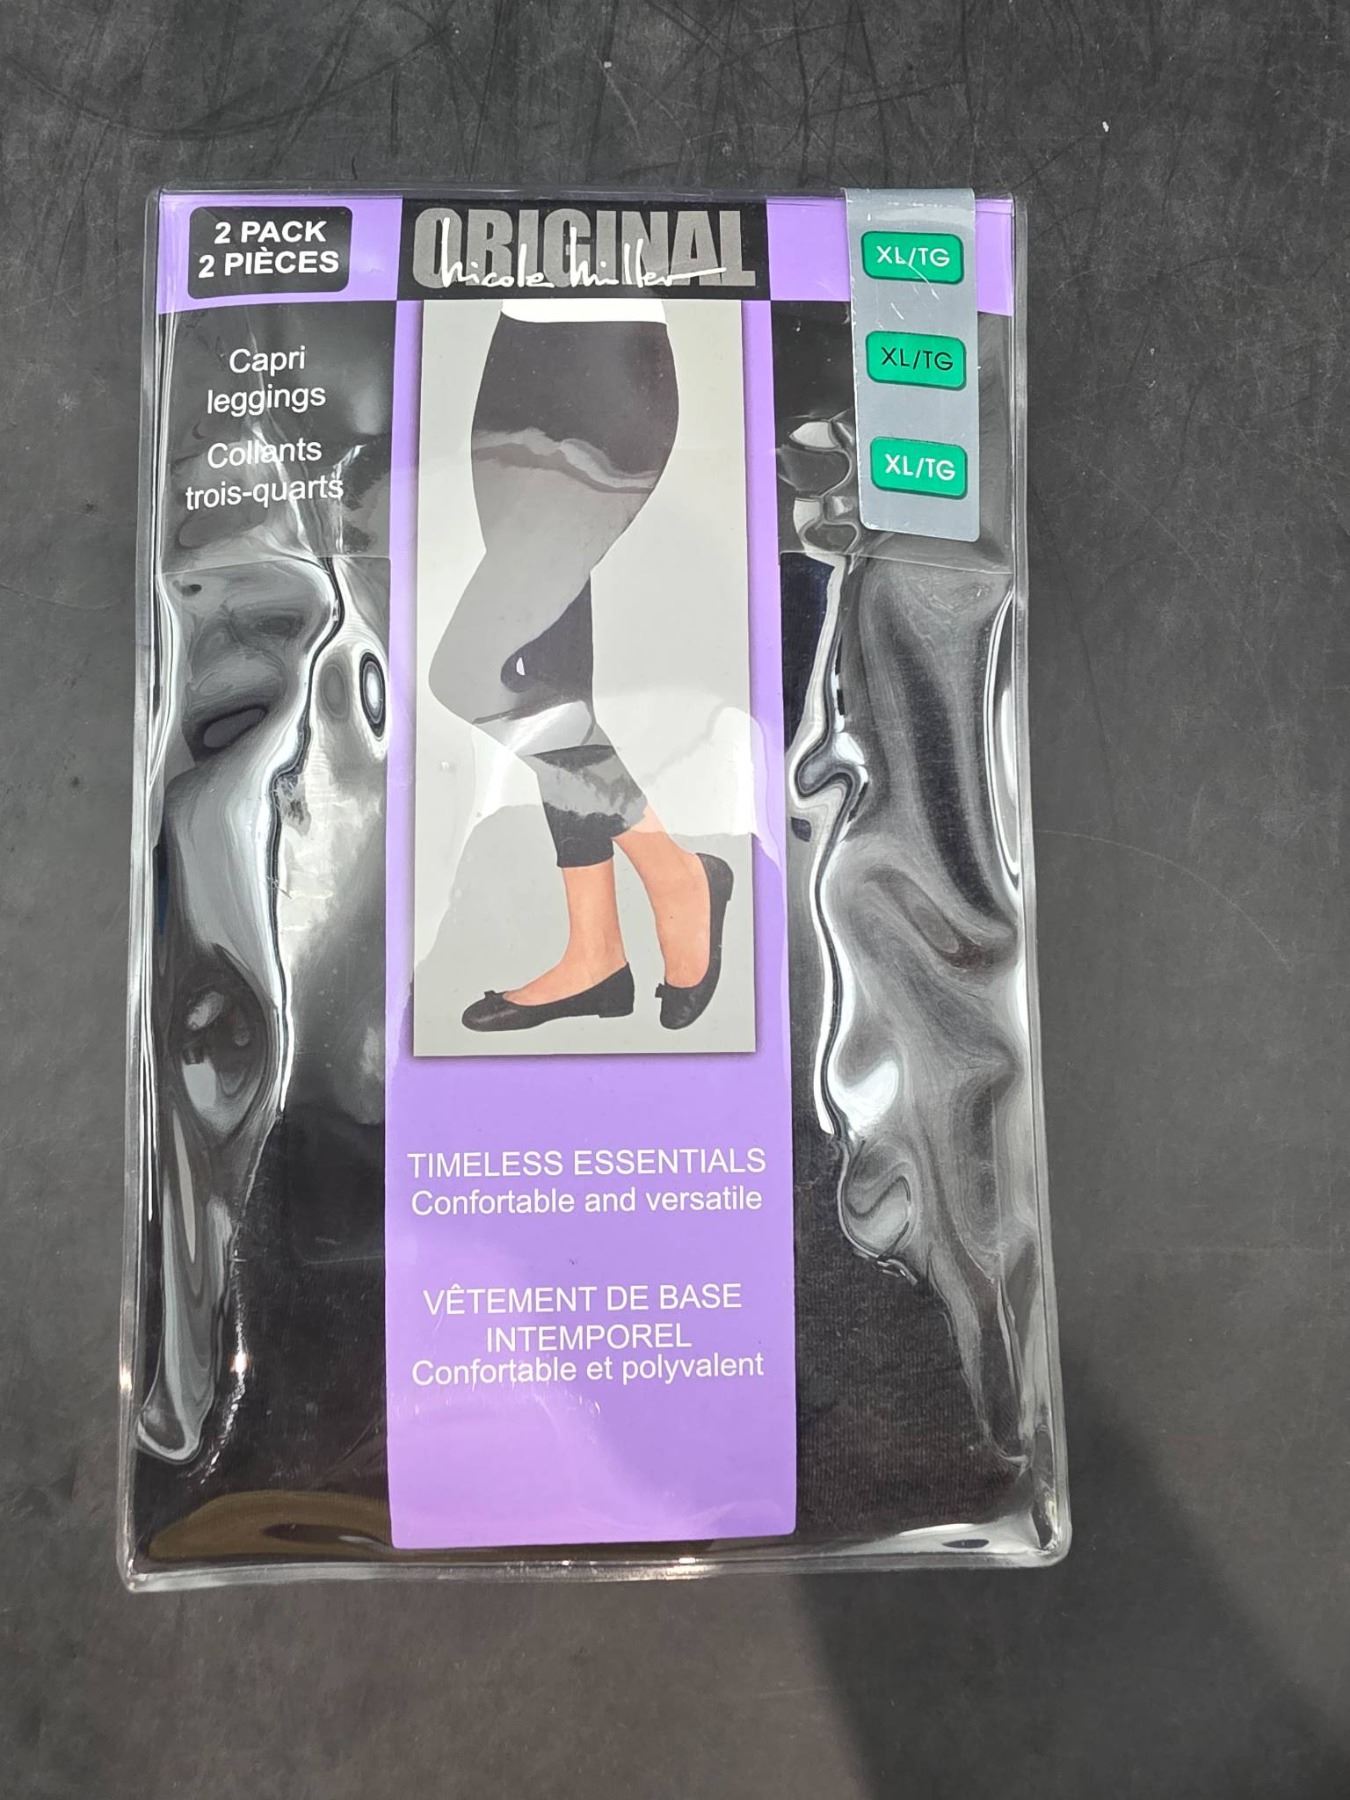 2 PACK
2 PIÈCES
ORIGINAL
Nicole Miller
XL/TG
XL/TG
XL/TG
Capri
leggings
Collants
trois-quarts
TIMELESS ESSENTIALS
Confortable and versatile
VÊTEMENT DE BASE
INTEMPOREL
Confortable et polyvalent